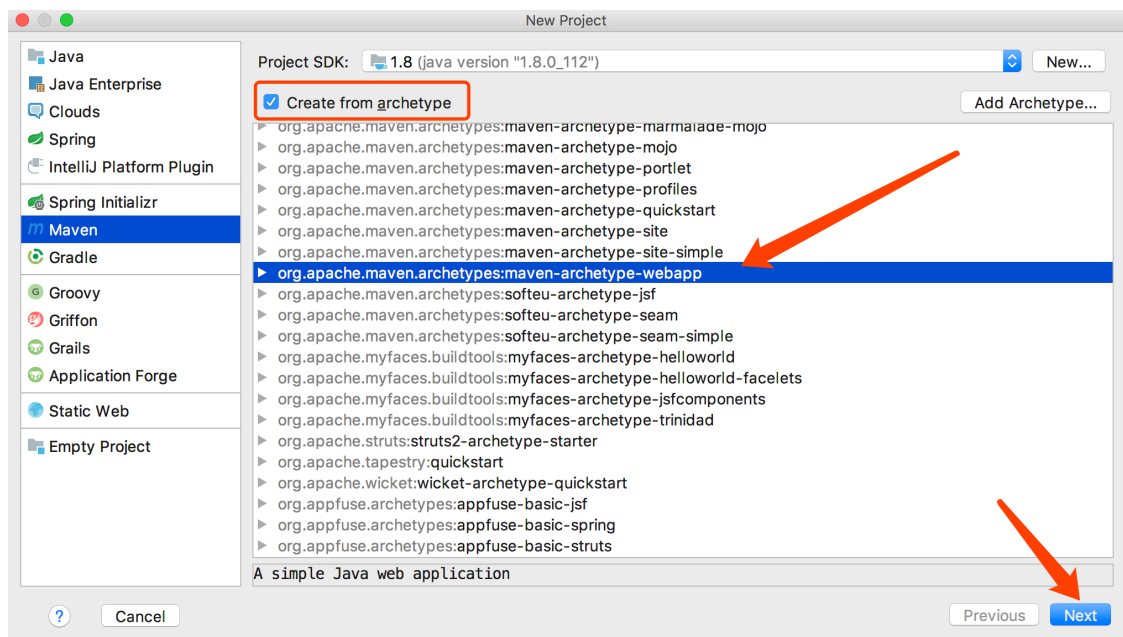 New Project
Java
Java Enterprise
Clouds
Spring
IntelliJ Platform Plugin
Spring Initializr
Maven
Gradle
Groovy
Griffon
Grails
Application Forge
Static Web
Empty Project
Project SDK: 1.8 (java version "1.8.0_112") New...
Create from archetype Add Archetype...
org.apache.maven.archetypes:maven-archetype-marmalade-mojo
org.apache.maven.archetypes:maven-archetype-mojo
org.apache.maven.archetypes:maven-archetype-portlet
org.apache.maven.archetypes:maven-archetype-profiles
org.apache.maven.archetypes:maven-archetype-quickstart
org.apache.maven.archetypes:maven-archetype-site
org.apache.maven.archetypes:maven-archetype-site-simple
org.apache.maven.archetypes:maven-archetype-webapp
org.apache.maven.archetypes:softeu-archetype-jsf
org.apache.maven.archetypes:softeu-archetype-seam
org.apache.maven.archetypes:softeu-archetype-seam-simple
org.apache.myfaces.buildtools:myfaces-archetype-helloworld
org.apache.myfaces.buildtools:myfaces-archetype-helloworld-facelets
org.apache.myfaces.buildtools:myfaces-archetype-jsfcomponents
org.apache.myfaces.buildtools:myfaces-archetype-trinidad
org.apache.struts:struts2-archetype-starter
org.apache.tapestry:quickstart
org.apache.wicket:wicket-archetype-quickstart
org.appfuse.archetypes:appfuse-basic-jsf
org.appfuse.archetypes:appfuse-basic-spring
org.appfuse.archetypes:appfuse-basic-struts
A simple Java web application
? Cancel Previous Next